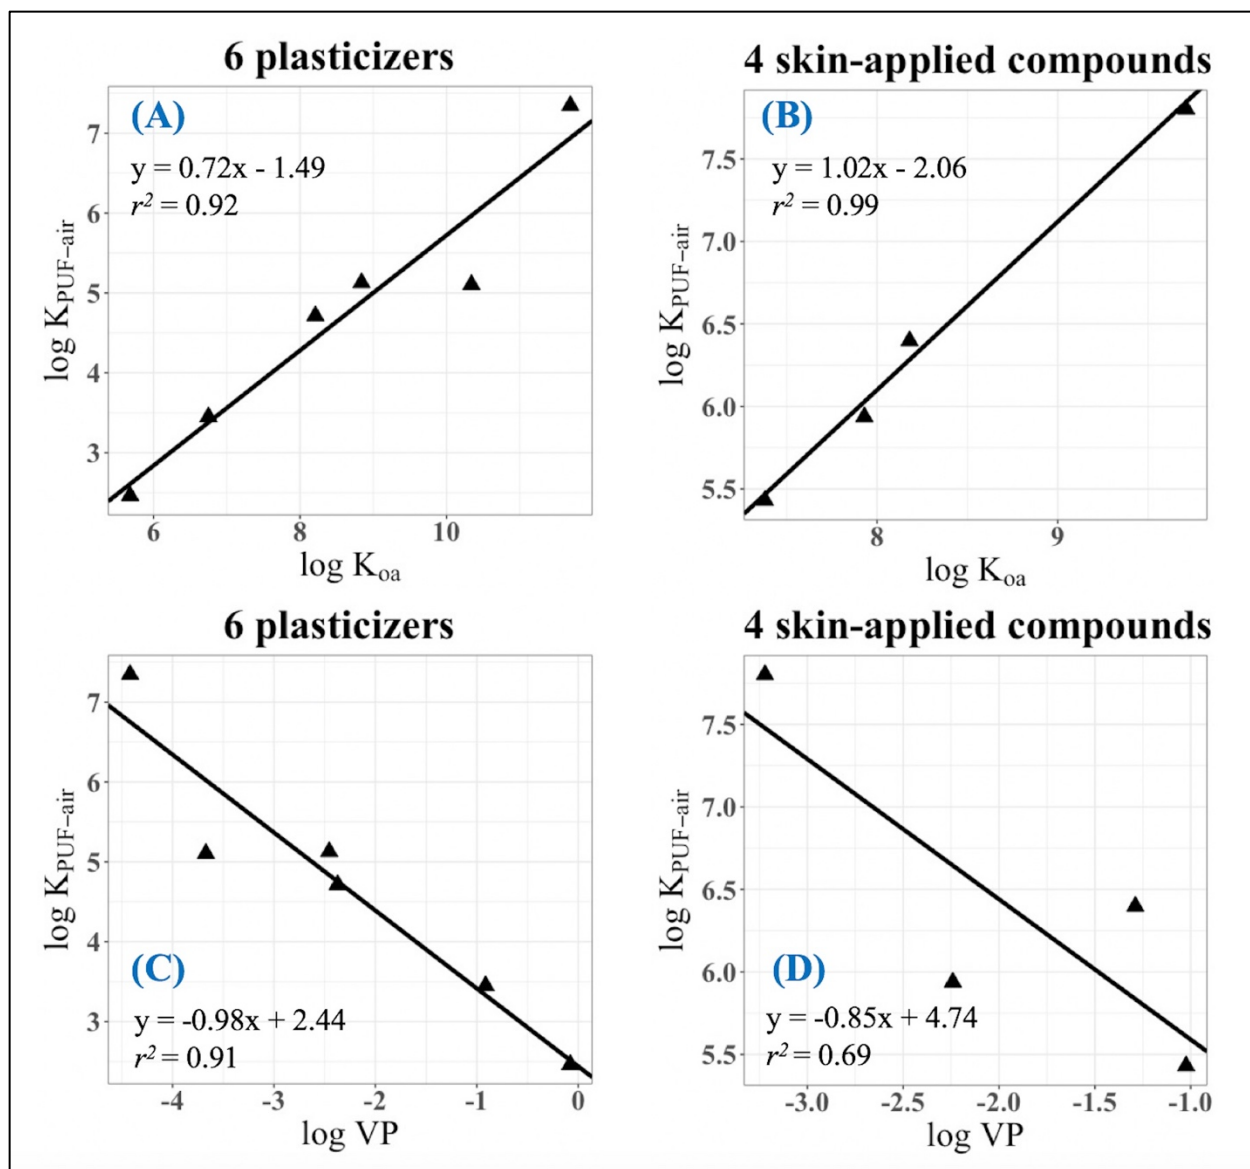 6 plasticizers
(A)
y = 0.72x - 1.49
r² = 0.92
7
6
5
4
3
log K_PUF–air
6 8 10
log K_oa
4 skin-applied compounds
(B)
y = 1.02x - 2.06
r² = 0.99
7.5
7.0
6.5
6.0
5.5
log K_PUF–air
8 9
log K_oa
6 plasticizers
7
6
5
4
3
log K_PUF–air
(C)
y = -0.98x + 2.44
r² = 0.91
-4 -3 -2 -1 0
log VP
4 skin-applied compounds
7.5
7.0
6.5
6.0
5.5
log K_PUF–air
(D)
y = -0.85x + 4.74
r² = 0.69
-3.0 -2.5 -2.0 -1.5 -1.0
log VP